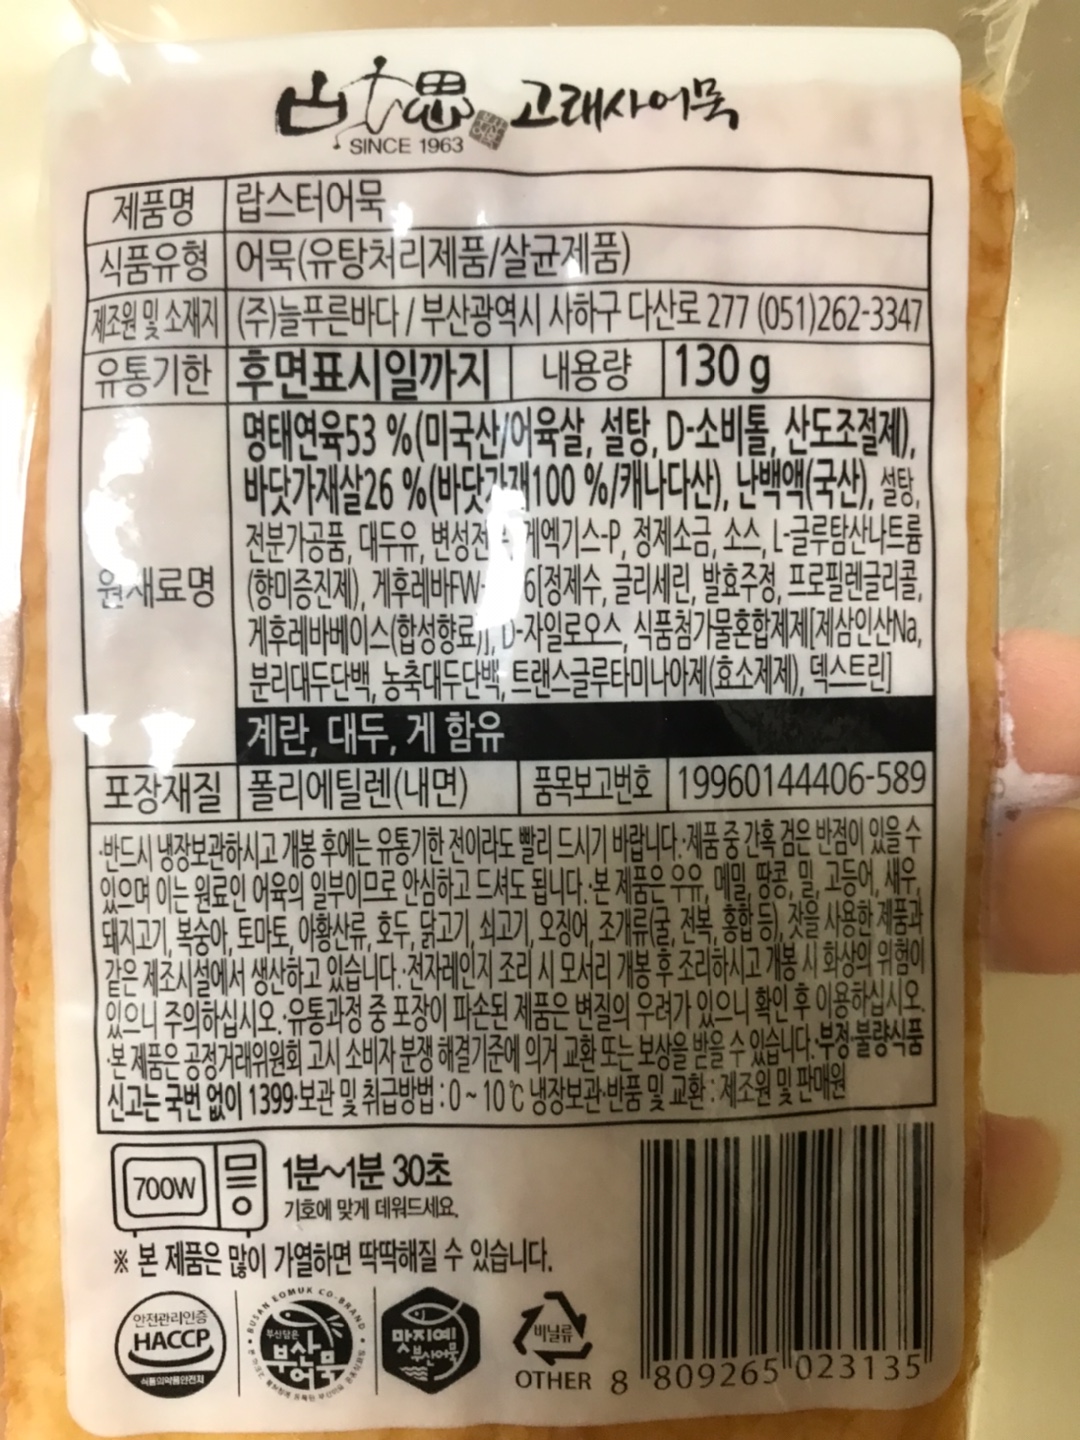 고래사어묵
SINCE 1963
제품명 랍스터어묵
식품유형 어묵(유탕처리제품/살균제품)
제조원 및 소재지 (주)늘푸른바다 / 부산광역시 사하구 다산로 277 (051)262-3347
유통기한 후면표시일까지 내용량 130 g
명태연육53 %(미국산/어육살, 설탕, D-소비톨, 산도조절제),
바닷가재살26 %(바닷가재100 %/캐나다산), 난백액(국산), 설탕,
전분가공품, 대두유, 게엑기스-P, 정제소금, 소스, L-글루탐산나트륨
원재료명 (향미증진제), 6[정제수, 글리세린, 발효주정, 프로필렌글리콜,
게후레바베이스(합성향료)], D-자일로오스, 식품첨가물혼합제제[제삼인산Na,
분리대두단백, 농축대두단백, 트랜스글루타미나아제(효소제제), 덱스트린]
계란, 대두, 게 함유
포장재질 폴리에틸렌(내면) 품목보고번호 19960144406-589
·반드시 냉장보관하시고 개봉 후에는 유통기한 전이라도 빨리 드시기 바랍니다.·제품 중 간혹 검은 반점이 있을 수
있으며 이는 원료인 어육의 일부이므로 안심하고 드셔도 됩니다.·본 제품은 우유, 메밀, 땅콩, 밀, 고등어, 새우,
돼지고기, 복숭아, 토마토, 아황산류, 호두, 닭고기, 쇠고기, 오징어, 조개류(굴, 전복, 홍합 등), 잣을 사용한 제품과
같은 제조시설에서 생산하고 있습니다.·전자레인지 조리 시 모서리 개봉 후 조리하시고 개봉 시 화상의 위험이
있으니 주의하십시오.·유통과정 중 포장이 파손된 제품은 변질의 우려가 있으니 확인 후 이용하십시오.
·본 제품은 공정거래위원회 고시 소비자 분쟁 해결기준에 의거 교환 또는 보상을 받을 수 있습니다.·부정·불량식품
신고는 국번 없이 1399·보관 및 취급방법 : 0 ~ 10℃ 냉장보관·반품 및 교환 : 제조원 및 판매원
700W 1분~1분 30초
기호에 맞게 데워드세요.
※ 본 제품은 많이 가열하면 딱딱해질 수 있습니다.
안전관리인증
HACCP
식품의약품안전처
BUSAN EOMUK CO-BRAND
부산담은
부산어묵
맛지예!
부산어묵
비닐류
OTHER
8 809265 023135